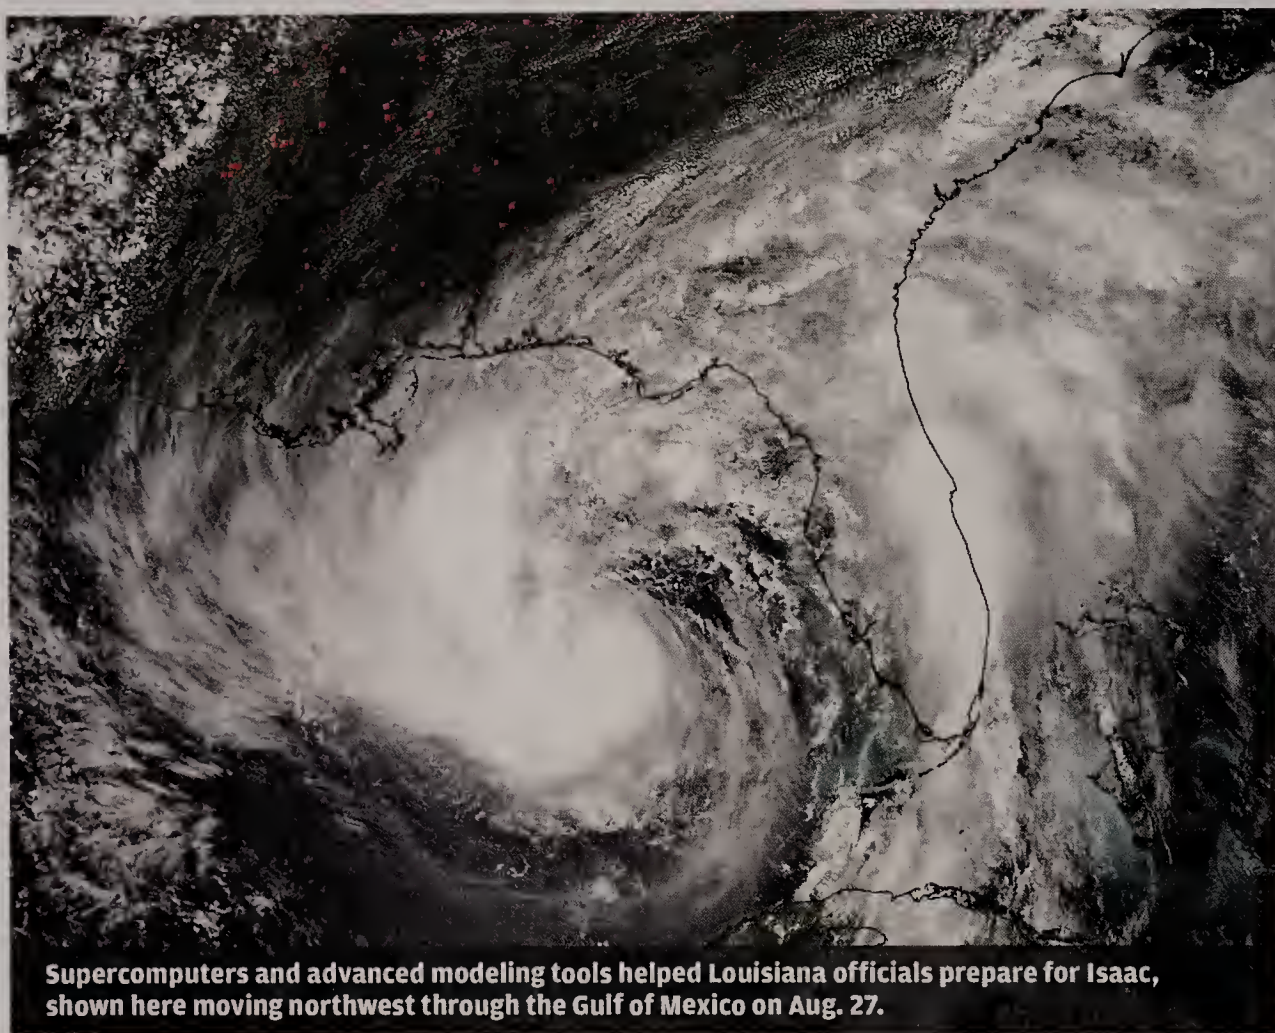 Supercomputers and advanced modeling tools helped Louisiana officials prepare for Isaac,
shown here moving northwest through the Gulf of Mexico on Aug. 27.